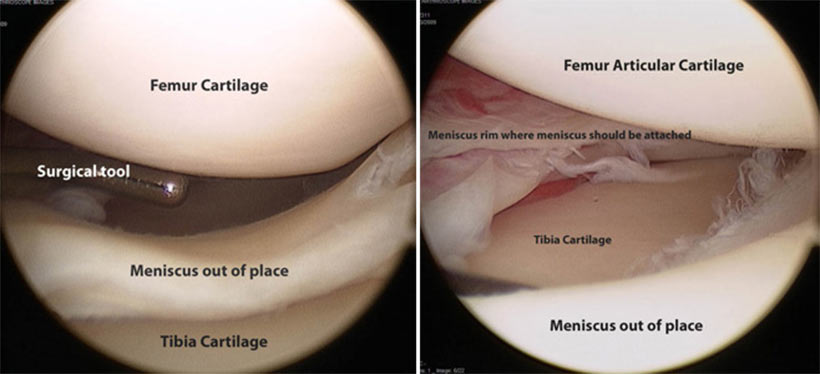 Femur Cartilage
Surgical tool
Meniscus out of place
Tibia Cartilage
Femur Articular Cartilage
Meniscus rim where meniscus should be attached
Tibia Cartilage
Meniscus out of place